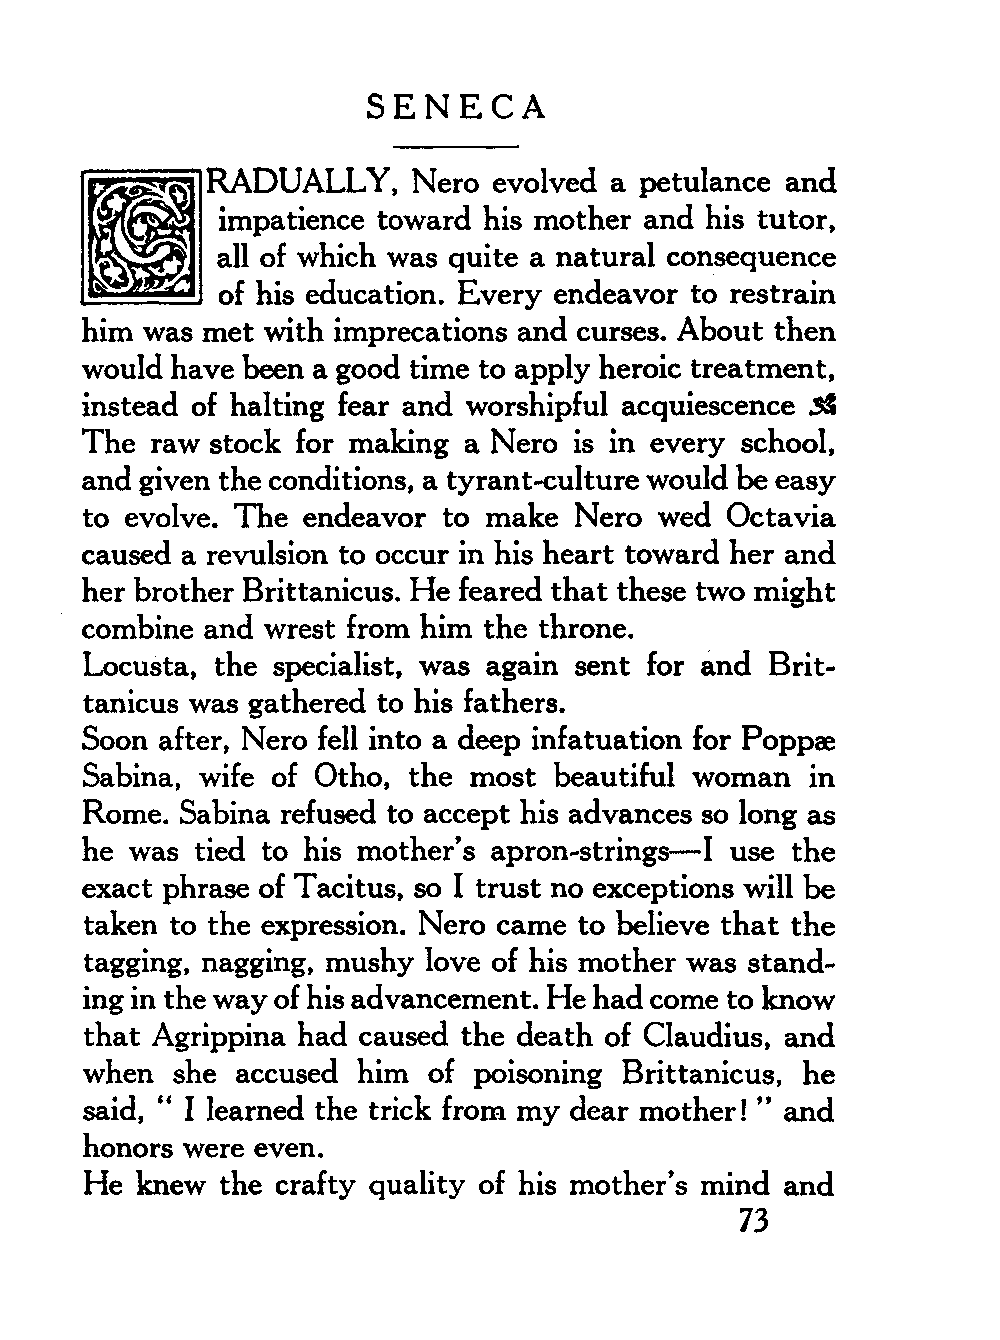 SENECA
GRADUALLY, Nero evolved a petulance and
impatience toward his mother and his tutor,
all of which was quite a natural consequence
of his education. Every endeavor to restrain
him was met with imprecations and curses. About then
would have been a good time to apply heroic treatment,
instead of halting fear and worshipful acquiescence
The raw stock for making a Nero is in every school,
and given the conditions, a tyrant-culture would be easy
to evolve. The endeavor to make Nero wed Octavia
caused a revulsion to occur in his heart toward her and
her brother Brittanicus. He feared that these two might
combine and wrest from him the throne.
Locusta, the specialist, was again sent for and Brit-
tanicus was gathered to his fathers.
Soon after, Nero fell into a deep infatuation for Poppæ
Sabina, wife of Otho, the most beautiful woman in
Rome. Sabina refused to accept his advances so long as
he was tied to his mother's apron-strings—I use the
exact phrase of Tacitus, so I trust no exceptions will be
taken to the expression. Nero came to believe that the
tagging, nagging, mushy love of his mother was stand-
ing in the way of his advancement. He had come to know
that Agrippina had caused the death of Claudius, and
when she accused him of poisoning Brittanicus, he
said, " I learned the trick from my dear mother! " and
honors were even.
He knew the crafty quality of his mother's mind and
73